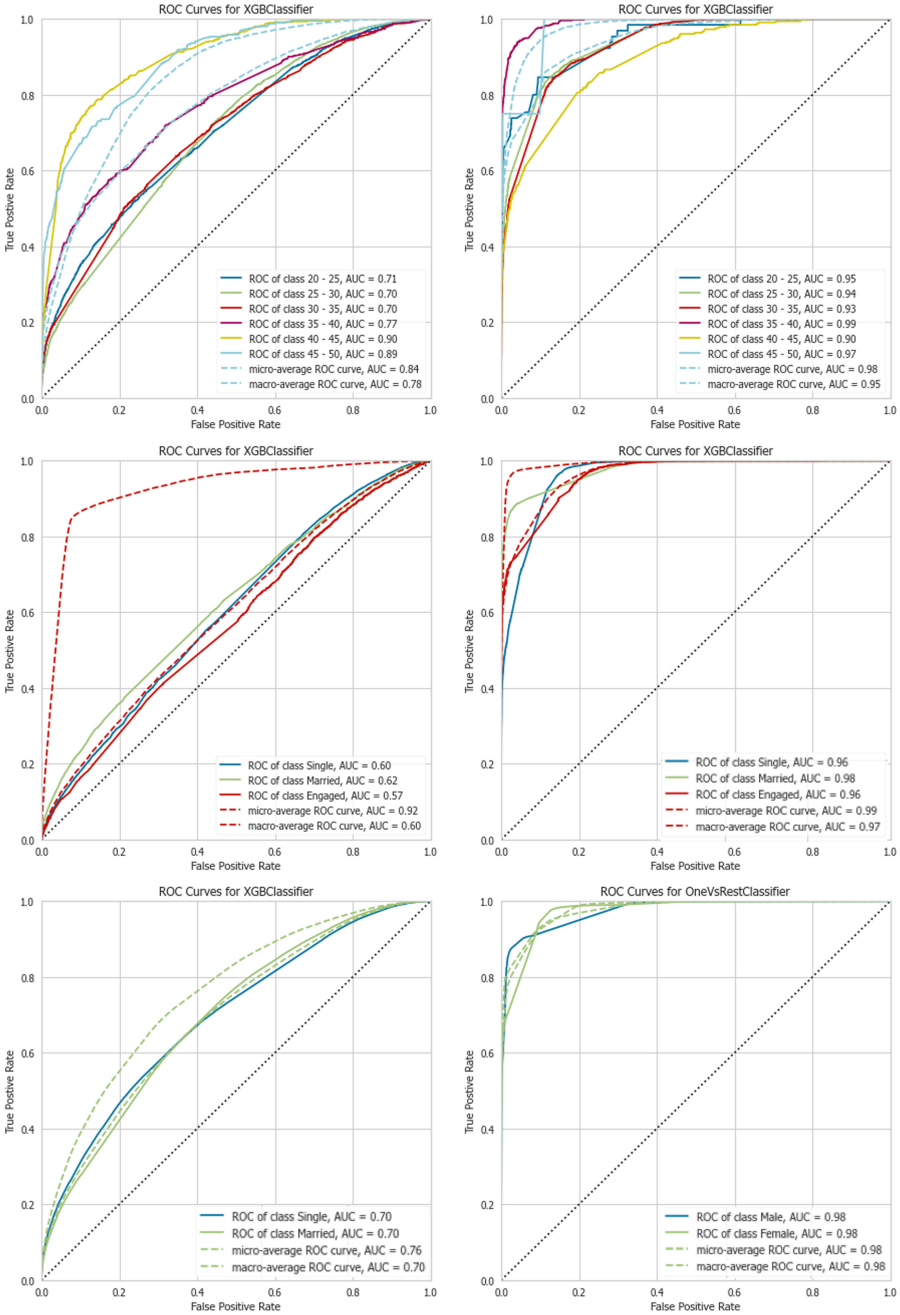 ROC Curves for XGBClassifier
True Postive Rate
1.0
0.8
0.6
0.4
0.2
0.0
ROC of class 20 - 25, AUC = 0.71
ROC of class 25 - 30, AUC = 0.70
ROC of class 30 - 35, AUC = 0.70
ROC of class 35 - 40, AUC = 0.77
ROC of class 40 - 45, AUC = 0.90
ROC of class 45 - 50, AUC = 0.89
micro-average ROC curve, AUC = 0.84
macro-average ROC curve, AUC = 0.78
0.0 0.2 0.4 0.6 0.8 1.0
False Positive Rate
ROC Curves for XGBClassifier
True Postive Rate
1.0
0.8
0.6
0.4
0.2
0.0
ROC of class 20 - 25, AUC = 0.95
ROC of class 25 - 30, AUC = 0.94
ROC of class 30 - 35, AUC = 0.93
ROC of class 35 - 40, AUC = 0.99
ROC of class 40 - 45, AUC = 0.90
ROC of class 45 - 50, AUC = 0.97
micro-average ROC curve, AUC = 0.98
macro-average ROC curve, AUC = 0.95
0.0 0.2 0.4 0.6 0.8 1.0
False Positive Rate
ROC Curves for XGBClassifier
True Postive Rate
1.0
0.8
0.6
0.4
0.2
0.0
ROC of class Single, AUC = 0.60
ROC of class Married, AUC = 0.62
ROC of class Engaged, AUC = 0.57
micro-average ROC curve, AUC = 0.92
macro-average ROC curve, AUC = 0.60
0.0 0.2 0.4 0.6 0.8 1.0
False Positive Rate
ROC Curves for XGBClassifier
True Postive Rate
1.0
0.8
0.6
0.4
0.2
0.0
ROC of class Single, AUC = 0.96
ROC of class Married, AUC = 0.98
ROC of class Engaged, AUC = 0.96
micro-average ROC curve, AUC = 0.99
macro-average ROC curve, AUC = 0.97
0.0 0.2 0.4 0.6 0.8 1.0
False Positive Rate
ROC Curves for XGBClassifier
True Postive Rate
1.0
0.8
0.6
0.4
0.2
0.0
ROC of class Single, AUC = 0.70
ROC of class Married, AUC = 0.70
micro-average ROC curve, AUC = 0.76
macro-average ROC curve, AUC = 0.70
0.0 0.2 0.4 0.6 0.8 1.0
False Positive Rate
ROC Curves for OneVsRestClassifier
True Postive Rate
1.0
0.8
0.6
0.4
0.2
0.0
ROC of class Male, AUC = 0.98
ROC of class Female, AUC = 0.98
micro-average ROC curve, AUC = 0.98
macro-average ROC curve, AUC = 0.98
0.0 0.2 0.4 0.6 0.8 1.0
False Positive Rate